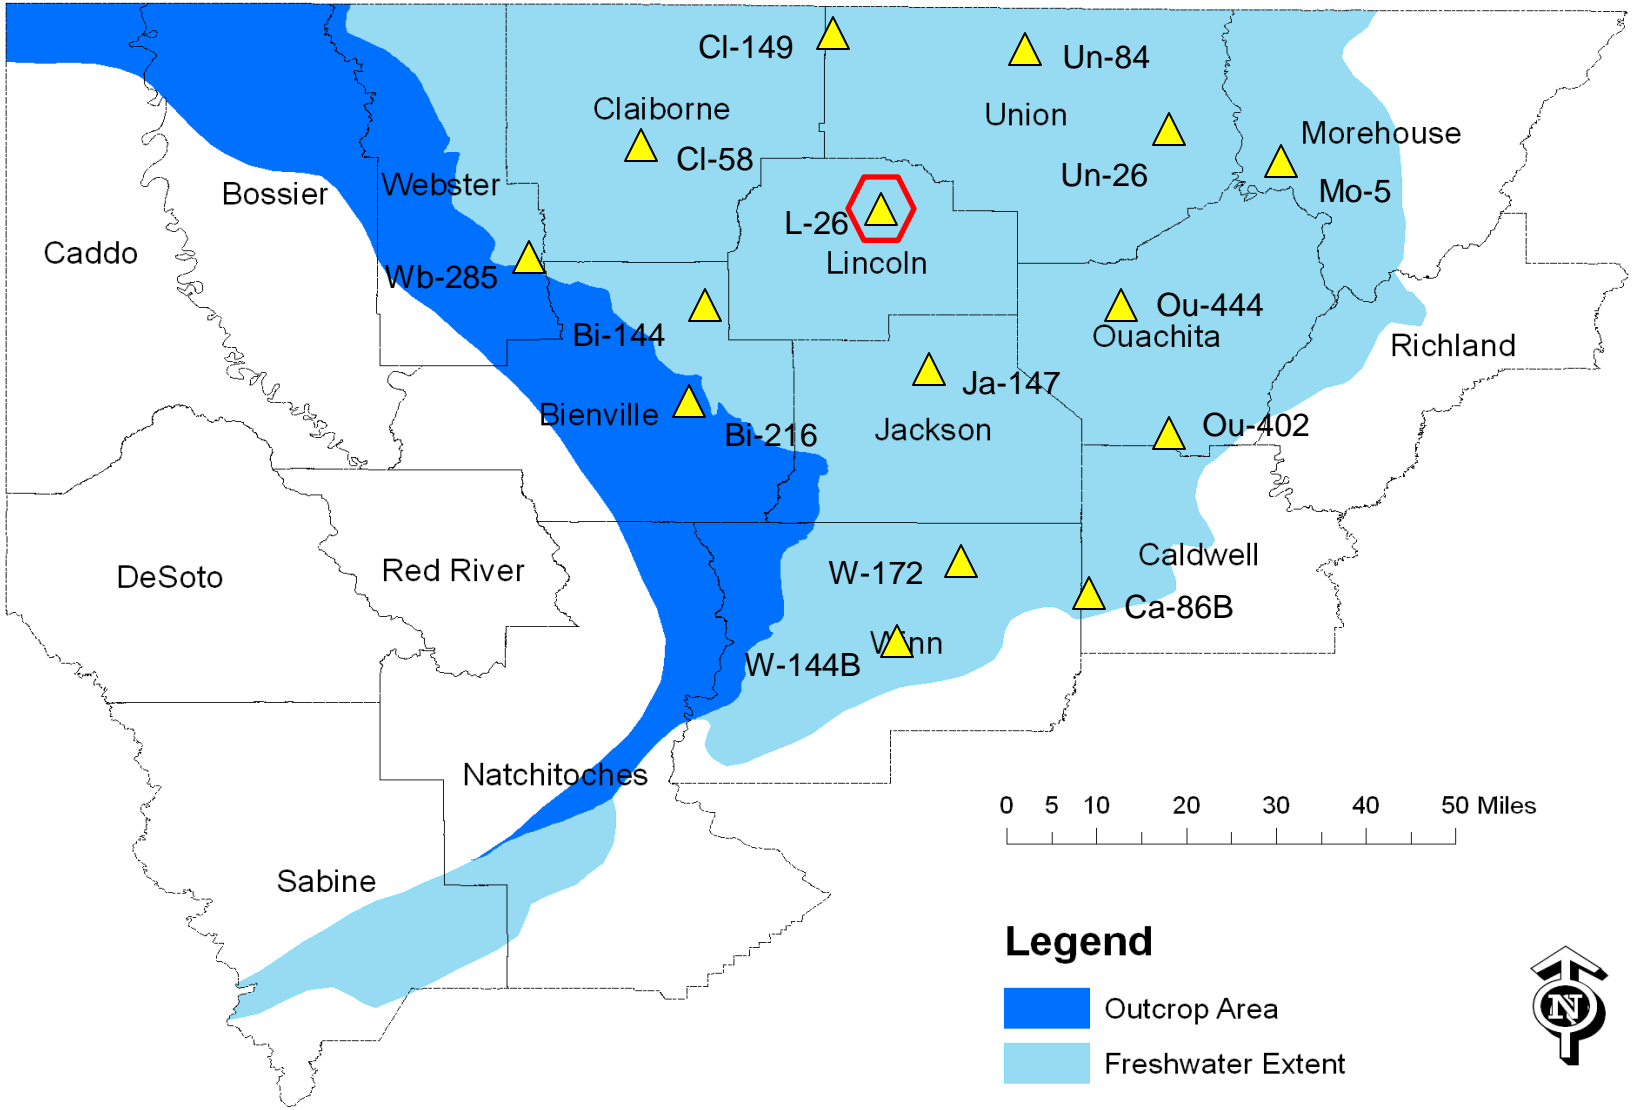 Cl-149
Un-84
Claiborne
Union
Morehouse
Cl-58
Un-26
Webster
Bossier
Mo-5
L-26
Caddo
Lincoln
Wb-285
Ou-444
Bi-144
Ouachita
Richland
Ja-147
Bienville
Bi-216
Jackson
Ou-402
Caldwell
Red River
W-172
DeSoto
Ca-86B
Winn
W-144B
Natchitoches
0 5 10 20 30 40 50 Miles
Sabine
Legend
Outcrop Area
N
Freshwater Extent